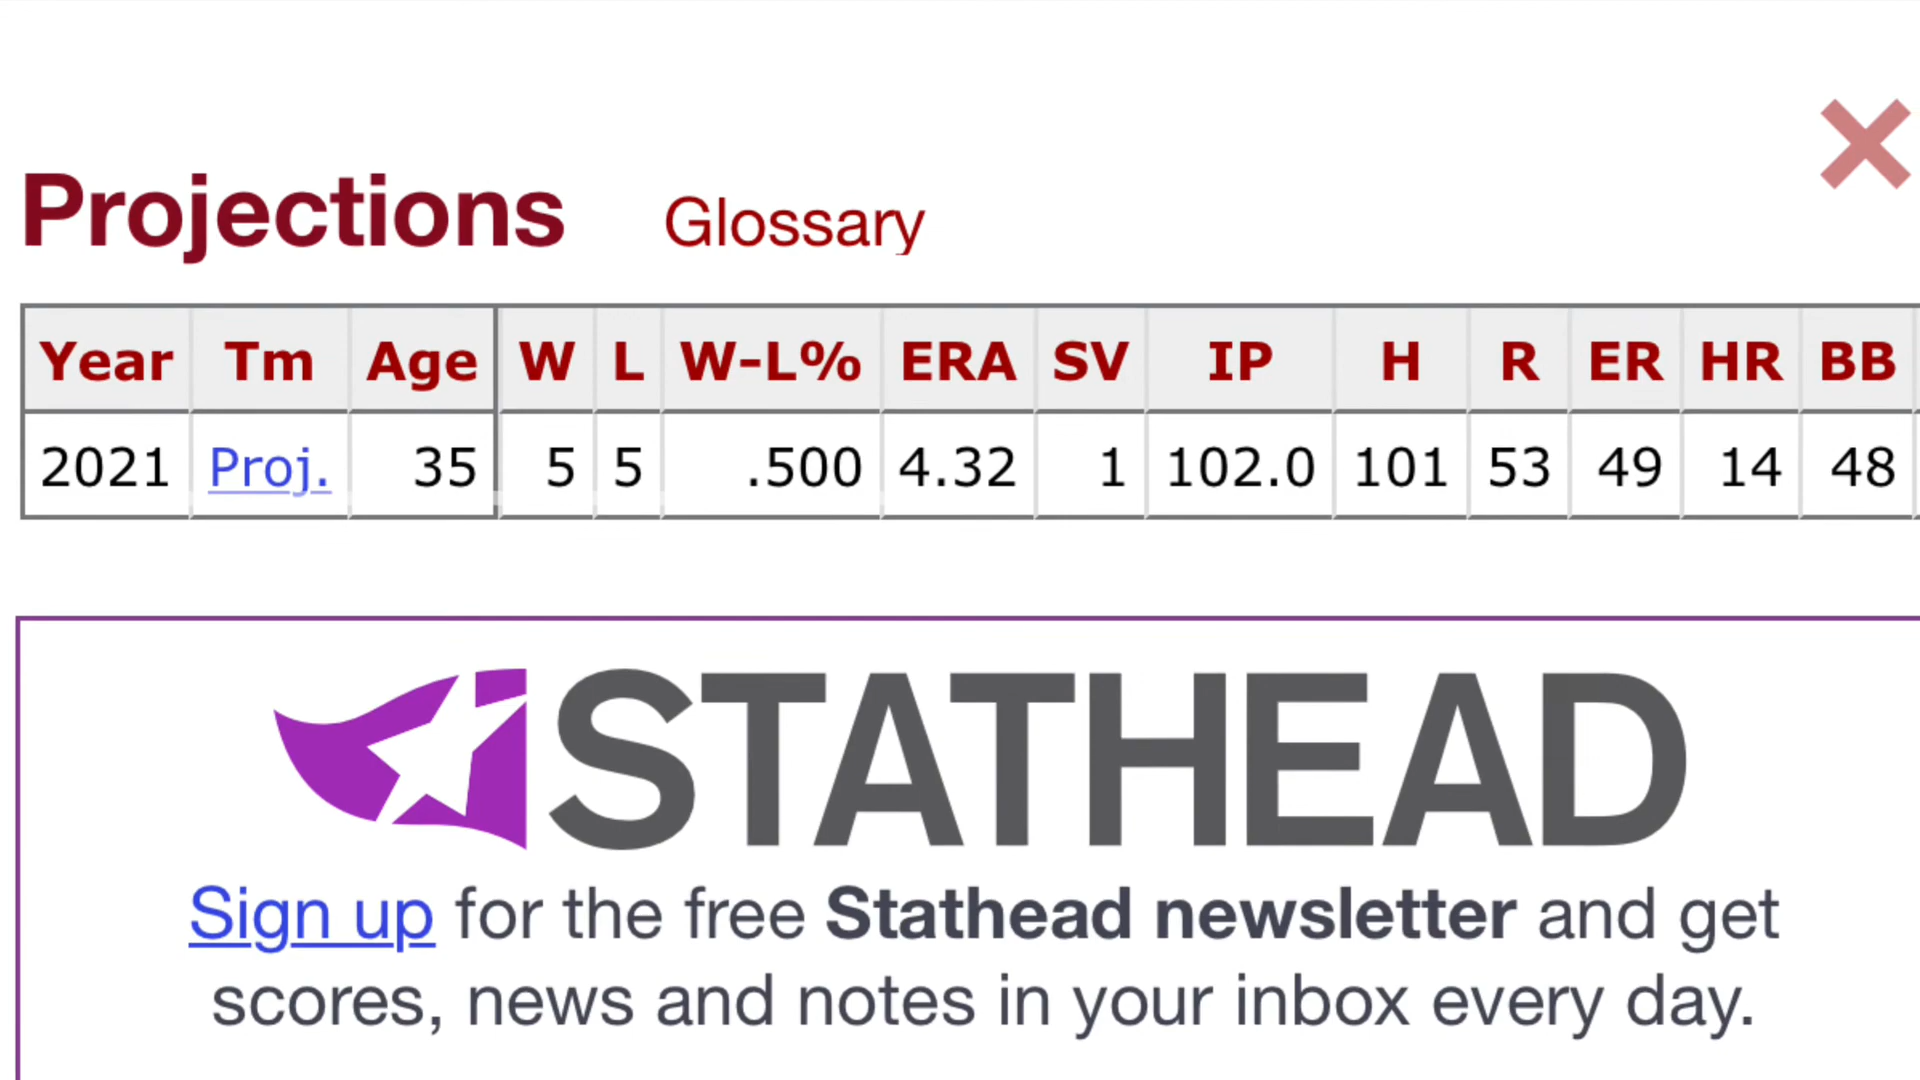 Projections Glossary
Year Tm Age W L W-L% ERA SV IP H R ER HR BB
2021 Proj. 35 5 5 .500 4.32 1 102.0 101 53 49 14 48
STATHEAD
Sign up for the free Stathead newsletter and get
scores, news and notes in your inbox every day.